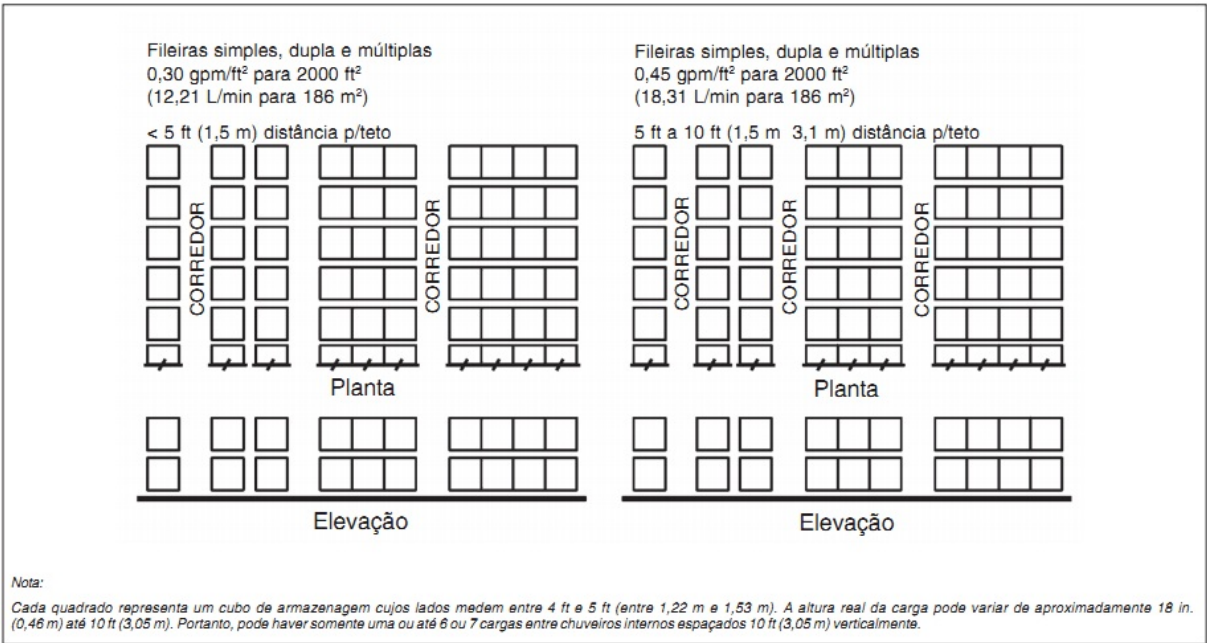 Fileiras simples, dupla e múltiplas
0,30 gpm/ft² para 2000 ft²
(12,21 L/min para 186 m²)
< 5 ft (1,5 m) distância p/teto
CORREDOR
CORREDOR
Planta
Elevação
Fileiras simples, dupla e múltiplas
0,45 gpm/ft² para 2000 ft²
(18,31 L/min para 186 m²)
5 ft a 10 ft (1,5 m 3,1 m) distância p/teto
CORREDOR
CORREDOR
CORREDOR
Planta
Elevação
Nota:
Cada quadrado representa um cubo de armazenagem cujos lados medem entre 4 ft e 5 ft (entre 1,22 m e 1,53 m). A altura real da carga pode variar de aproximadamente 18 in.
(0,46 m) até 10 ft (3,05 m). Portanto, pode haver somente uma ou até 6 ou 7 cargas entre chuveiros internos espaçados 10 ft (3,05 m) verticalmente.